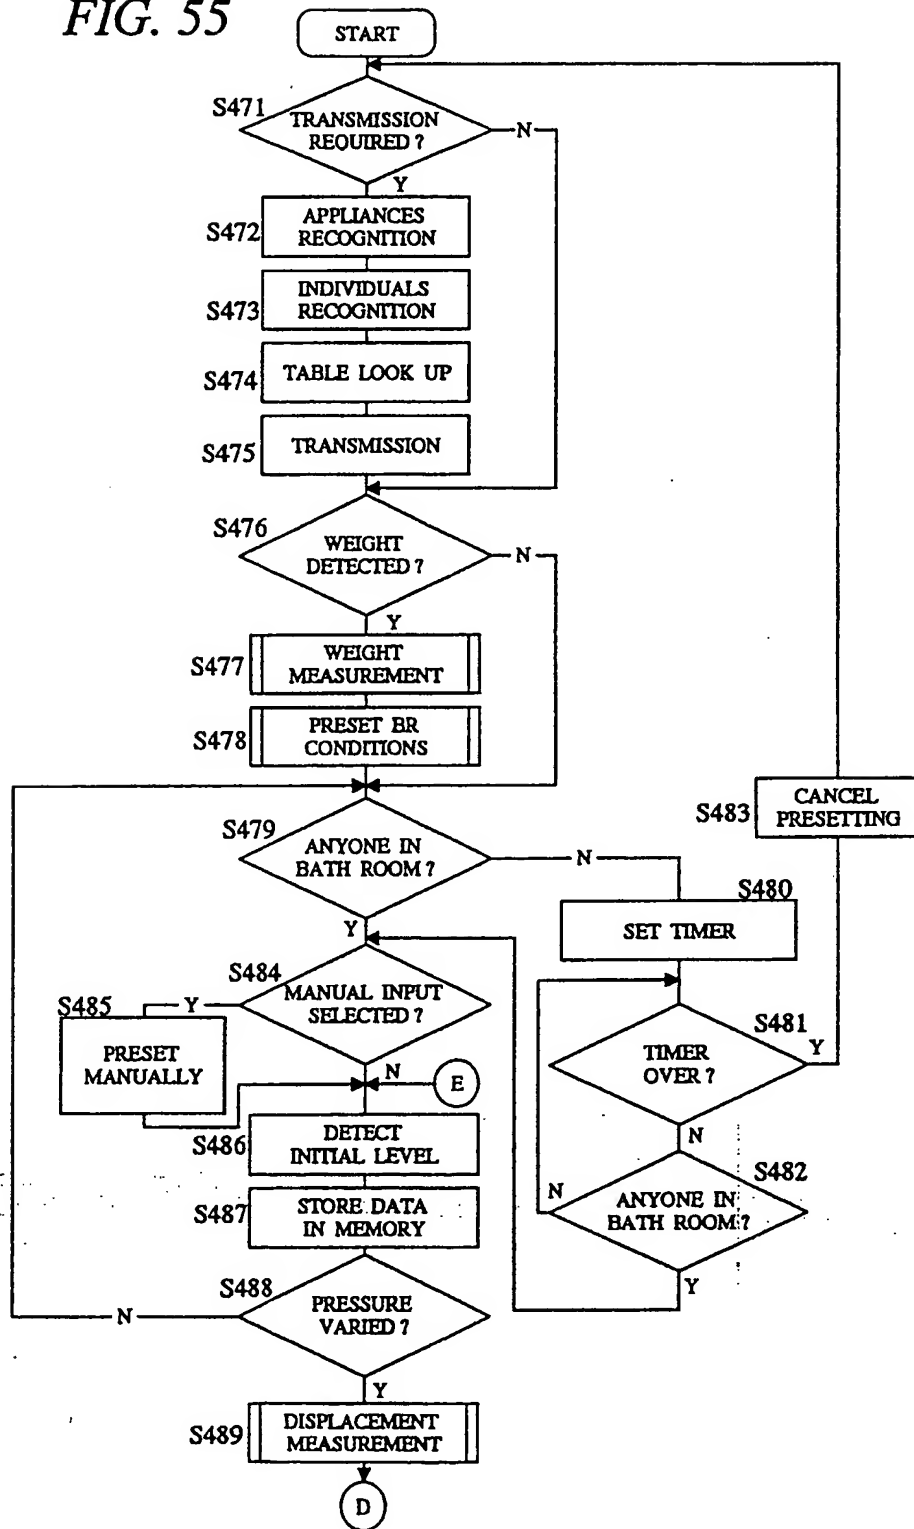 FIG. 55
START
S471
TRANSMISSION
REQUIRED ?
N
Y
S472
APPLIANCES
RECOGNITION
S473
INDIVIDUALS
RECOGNITION
S474
TABLE LOOK UP
S475
TRANSMISSION
S476
WEIGHT
DETECTED ?
N
Y
S477
WEIGHT
MEASUREMENT
S478
PRESET BR
CONDITIONS
S483
CANCEL
PRESETTING
S479
ANYONE IN
BATH ROOM ?
N
Y
S480
SET TIMER
S484
MANUAL INPUT
SELECTED ?
Y
N
S485
PRESET
MANUALLY
E
S481
TIMER
OVER ?
Y
N
S486
DETECT
INITIAL LEVEL
S482
ANYONE IN
BATH ROOM ?
N
Y
S487
STORE DATA
IN MEMORY
S488
PRESSURE
VARIED ?
N
Y
S489
DISPLACEMENT
MEASUREMENT
D